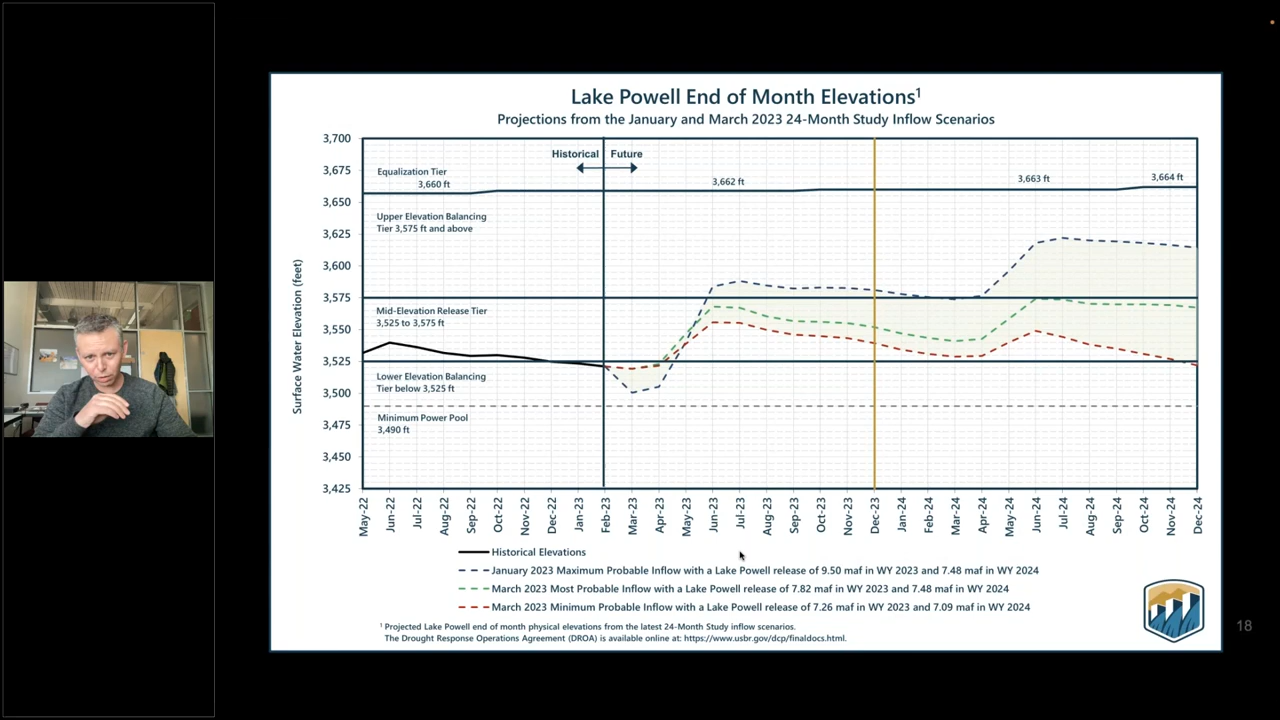 Lake Powell End of Month Elevations¹
Projections from the January and March 2023 24-Month Study Inflow Scenarios
Surface Water Elevation (feet)
3,700
3,675
3,650
3,625
3,600
3,575
3,550
3,525
3,500
3,475
3,450
3,425
Historical
Future
Equalization Tier
3,660 ft
3,662 ft
3,663 ft
3,664 ft
Upper Elevation Balancing
Tier 3,575 ft and above
Mid-Elevation Release Tier
3,525 to 3,575 ft
Lower Elevation Balancing
Tier below 3,525 ft
Minimum Power Pool
3,490 ft
May-22
Jun-22
Jul-22
Aug-22
Sep-22
Oct-22
Nov-22
Dec-22
Jan-23
Feb-23
Mar-23
Apr-23
May-23
Jun-23
Jul-23
Aug-23
Sep-23
Oct-23
Nov-23
Dec-23
Jan-24
Feb-24
Mar-24
Apr-24
May-24
Jun-24
Jul-24
Aug-24
Sep-24
Oct-24
Nov-24
Dec-24
Historical Elevations
January 2023 Maximum Probable Inflow with a Lake Powell release of 9.50 maf in WY 2023 and 7.48 maf in WY 2024
March 2023 Most Probable Inflow with a Lake Powell release of 7.82 maf in WY 2023 and 7.48 maf in WY 2024
March 2023 Minimum Probable Inflow with a Lake Powell release of 7.26 maf in WY 2023 and 7.09 maf in WY 2024
¹ Projected Lake Powell end of month physical elevations from the latest 24-Month Study inflow scenarios.
The Drought Response Operations Agreement (DROA) is available online at: https://www.usbr.gov/dcp/finaldocs.html.
18